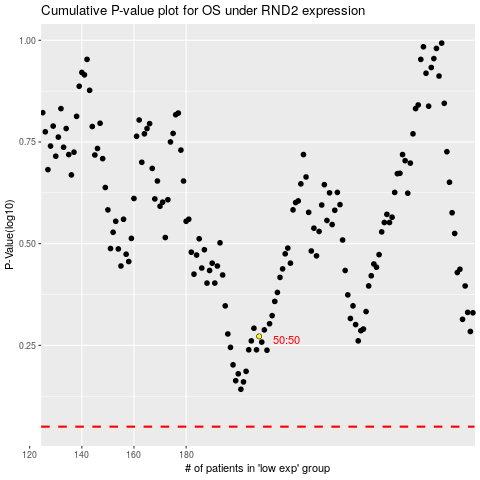 Cumulative P-value plot for OS under RND2 expression
P-Value(log10)
1.00
0.75
0.50
0.25
50:50
120 140 160 180
# of patients in 'low exp' group